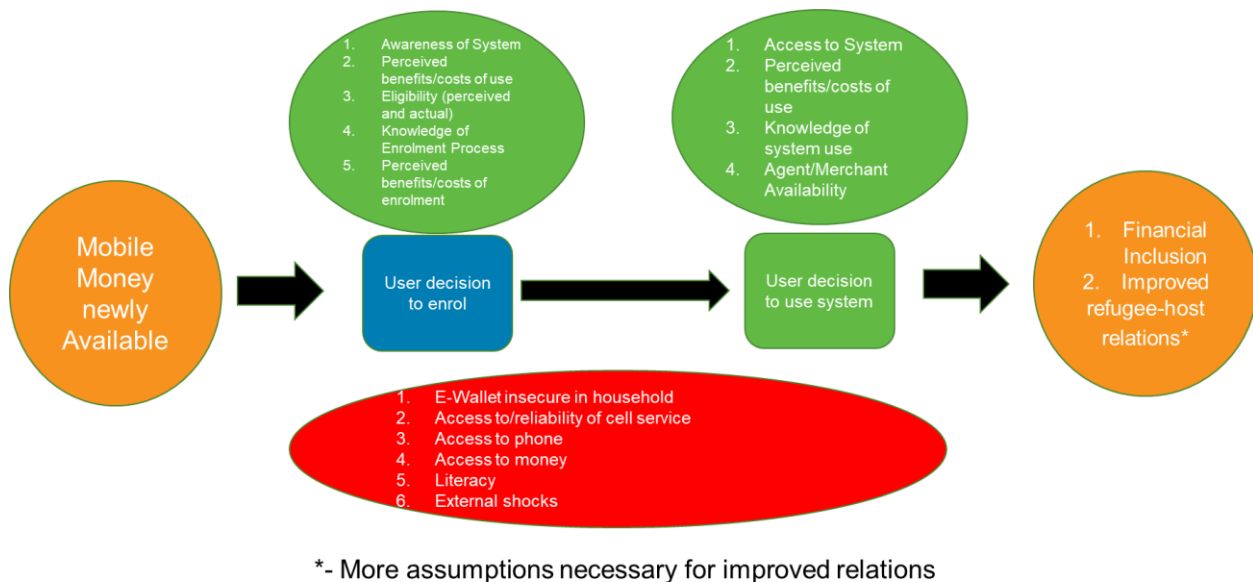 1. Awareness of System
2. Perceived
benefits/costs of use
3. Eligibility (perceived
and actual)
4. Knowledge of
Enrolment Process
5. Perceived
benefits/costs of
enrolment
1. Access to System
2. Perceived
benefits/costs of
use
3. Knowledge of
system use
4. Agent/Merchant
Availability
Mobile
Money
newly
Available
User decision
to enrol
User decision
to use system
1. Financial
Inclusion
2. Improved
refugee-host
relations*
1. E-Wallet insecure in household
2. Access to/reliability of cell service
3. Access to phone
4. Access to money
5. Literacy
6. External shocks
*- More assumptions necessary for improved relations